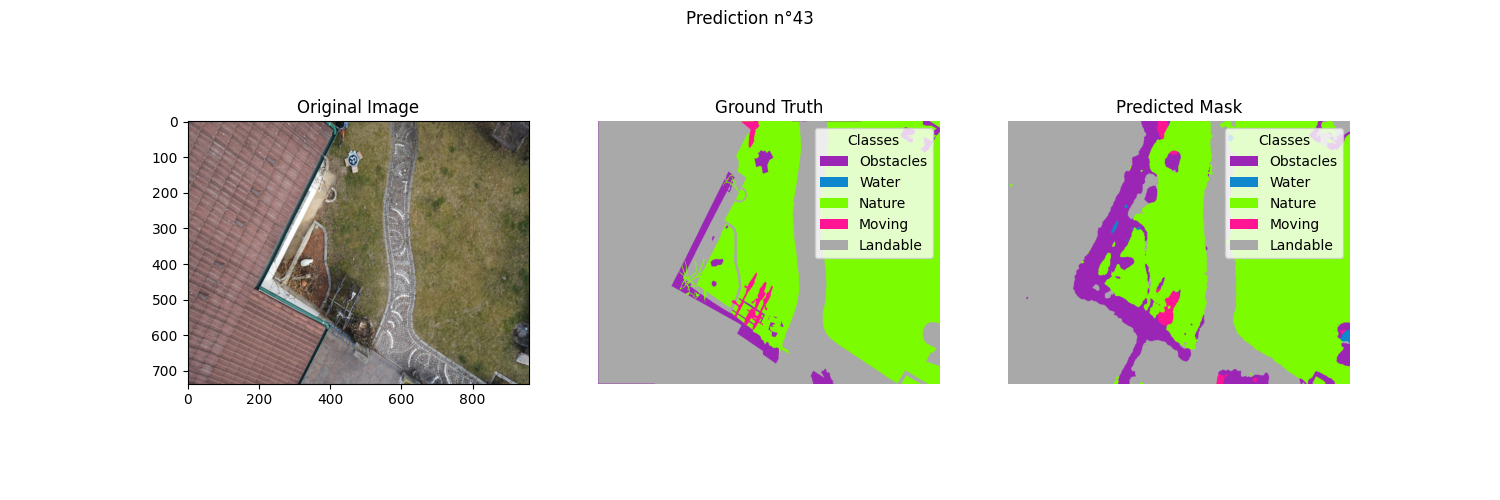 Prediction n°43
Original Image
Ground Truth
Predicted Mask
0
100
200
300
400
500
600
700
0
200
400
600
800
Classes
Obstacles
Water
Nature
Moving
Landable
Classes
Obstacles
Water
Nature
Moving
Landable